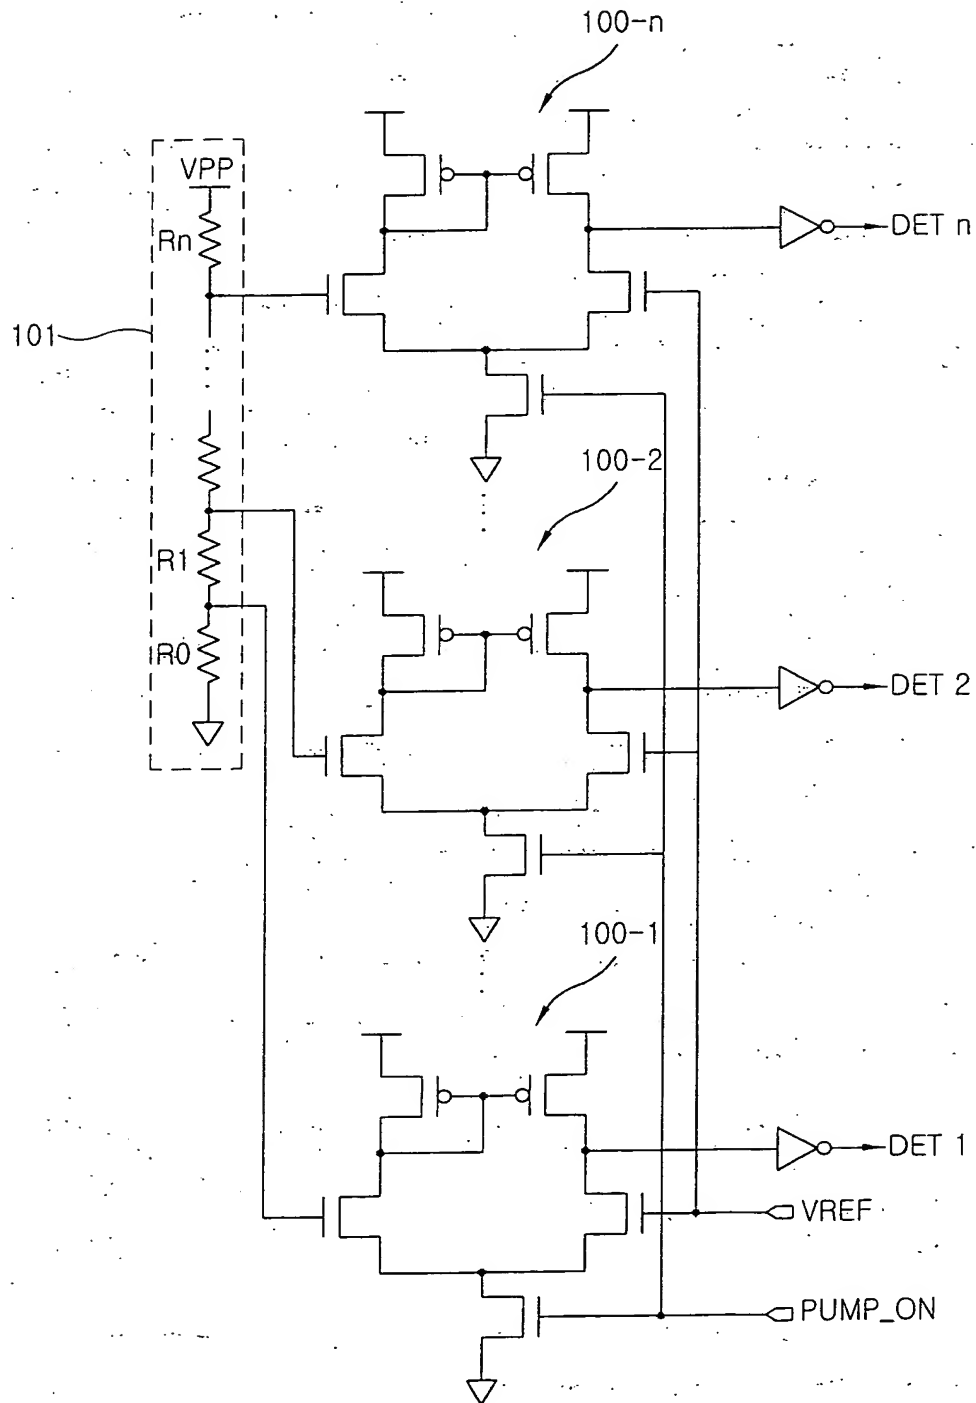 100-n
VPP
Rn
DET n
101
100-2
R1
R0
DET 2
100-1
DET 1
VREF
PUMP_ON